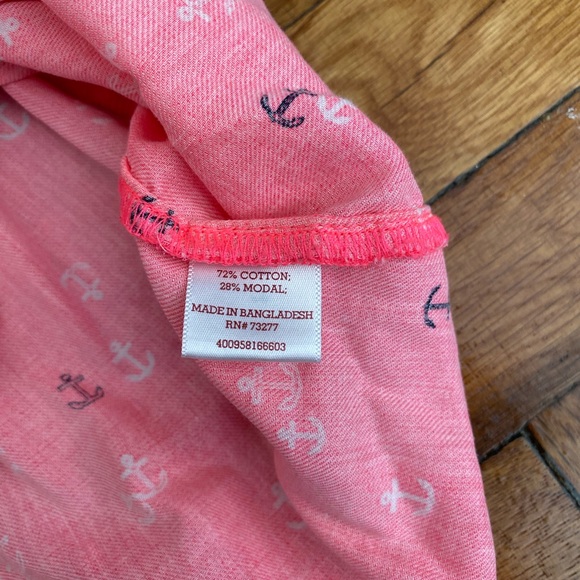 72% COTTON;
28% MODAL;
MADE IN BANGLADESH
RN# 73277
400958166603